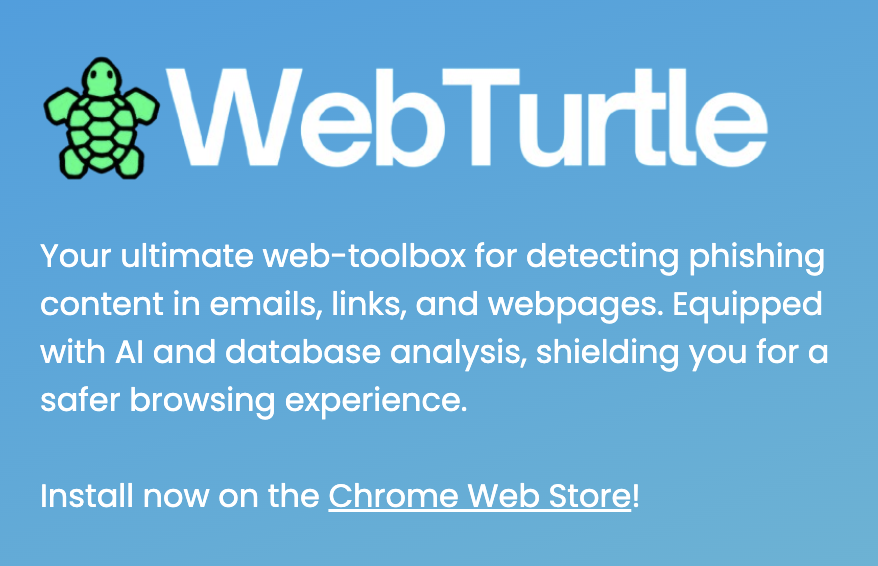 WebTurtle
Your ultimate web-toolbox for detecting phishing
content in emails, links, and webpages. Equipped
with AI and database analysis, shielding you for a
safer browsing experience.
Install now on the Chrome Web Store!